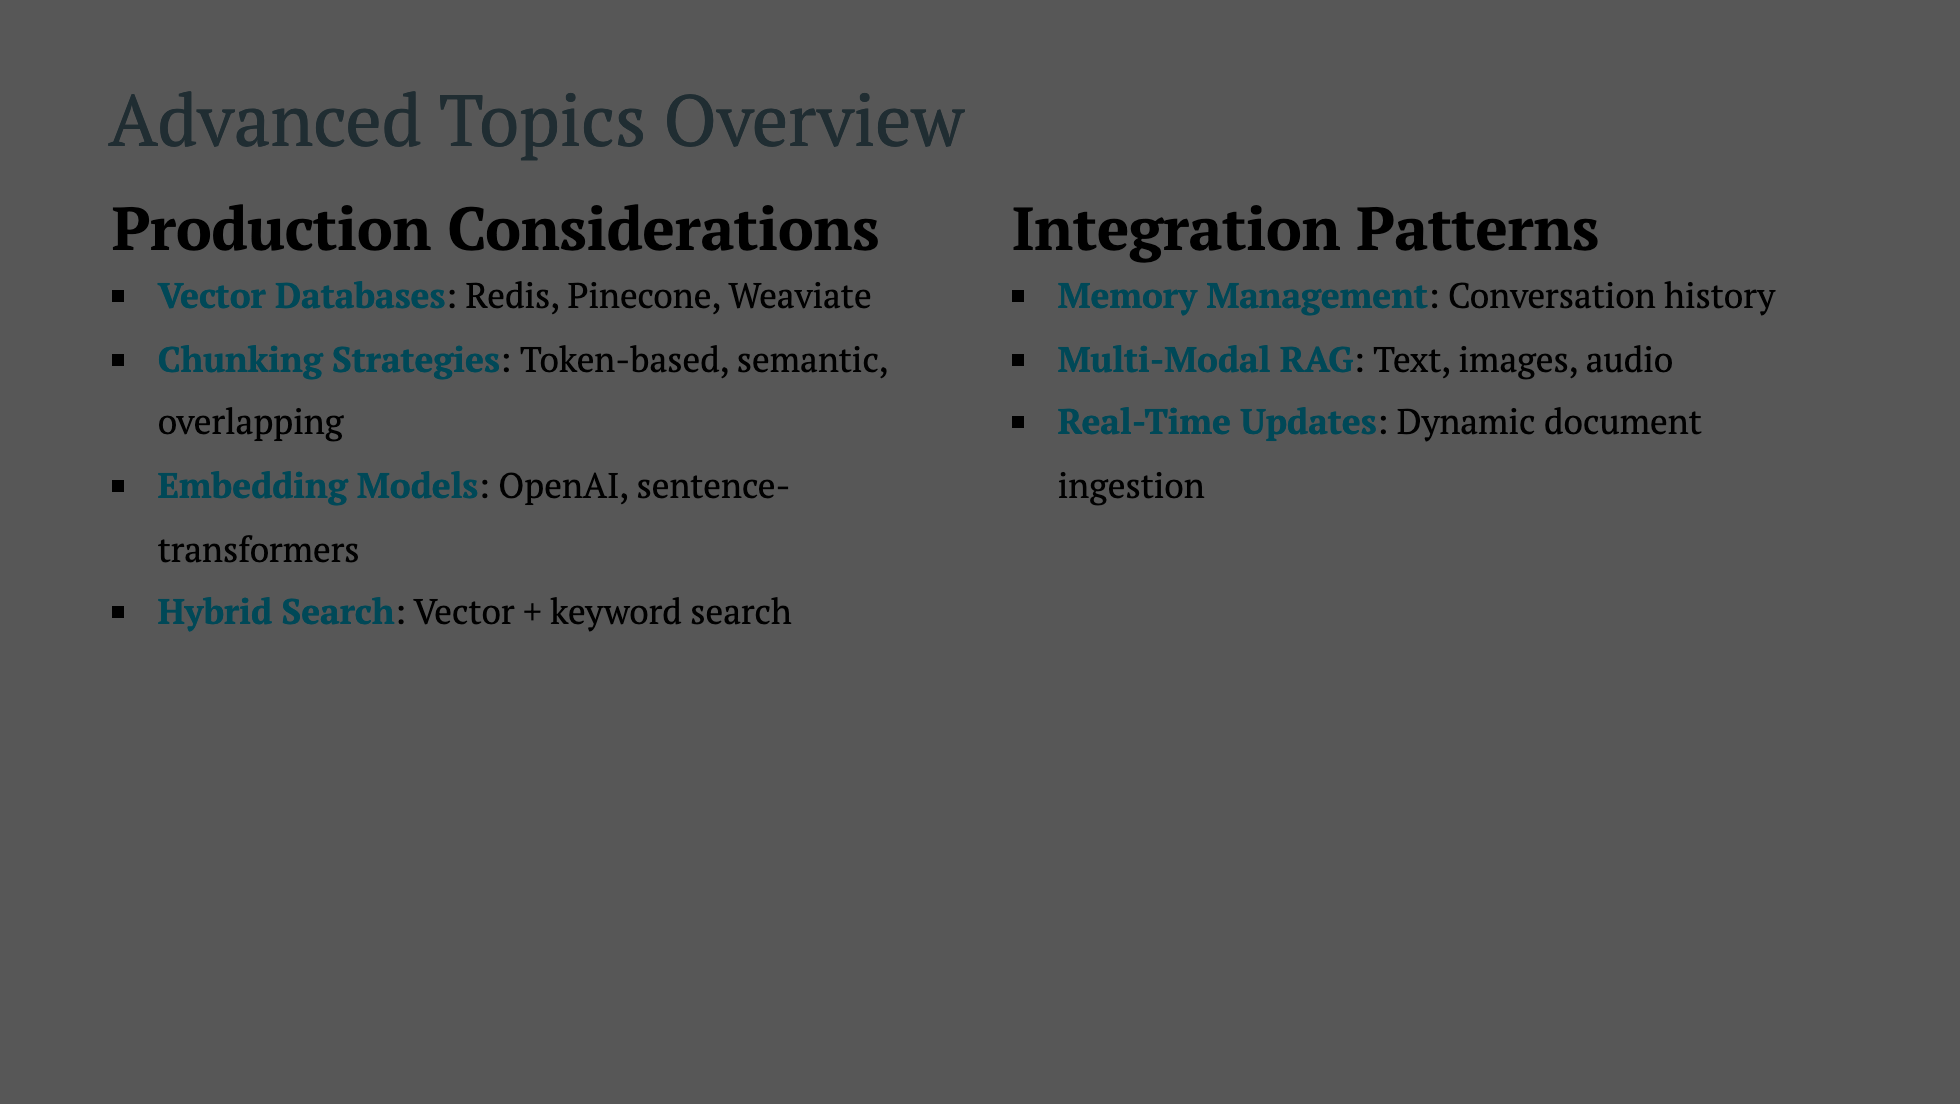 Advanced Topics Overview
Production Considerations
▪ Vector Databases: Redis, Pinecone, Weaviate
▪ Chunking Strategies: Token-based, semantic,
overlapping
▪ Embedding Models: OpenAI, sentence-
transformers
▪ Hybrid Search: Vector + keyword search
Integration Patterns
▪ Memory Management: Conversation history
▪ Multi-Modal RAG: Text, images, audio
▪ Real-Time Updates: Dynamic document
ingestion